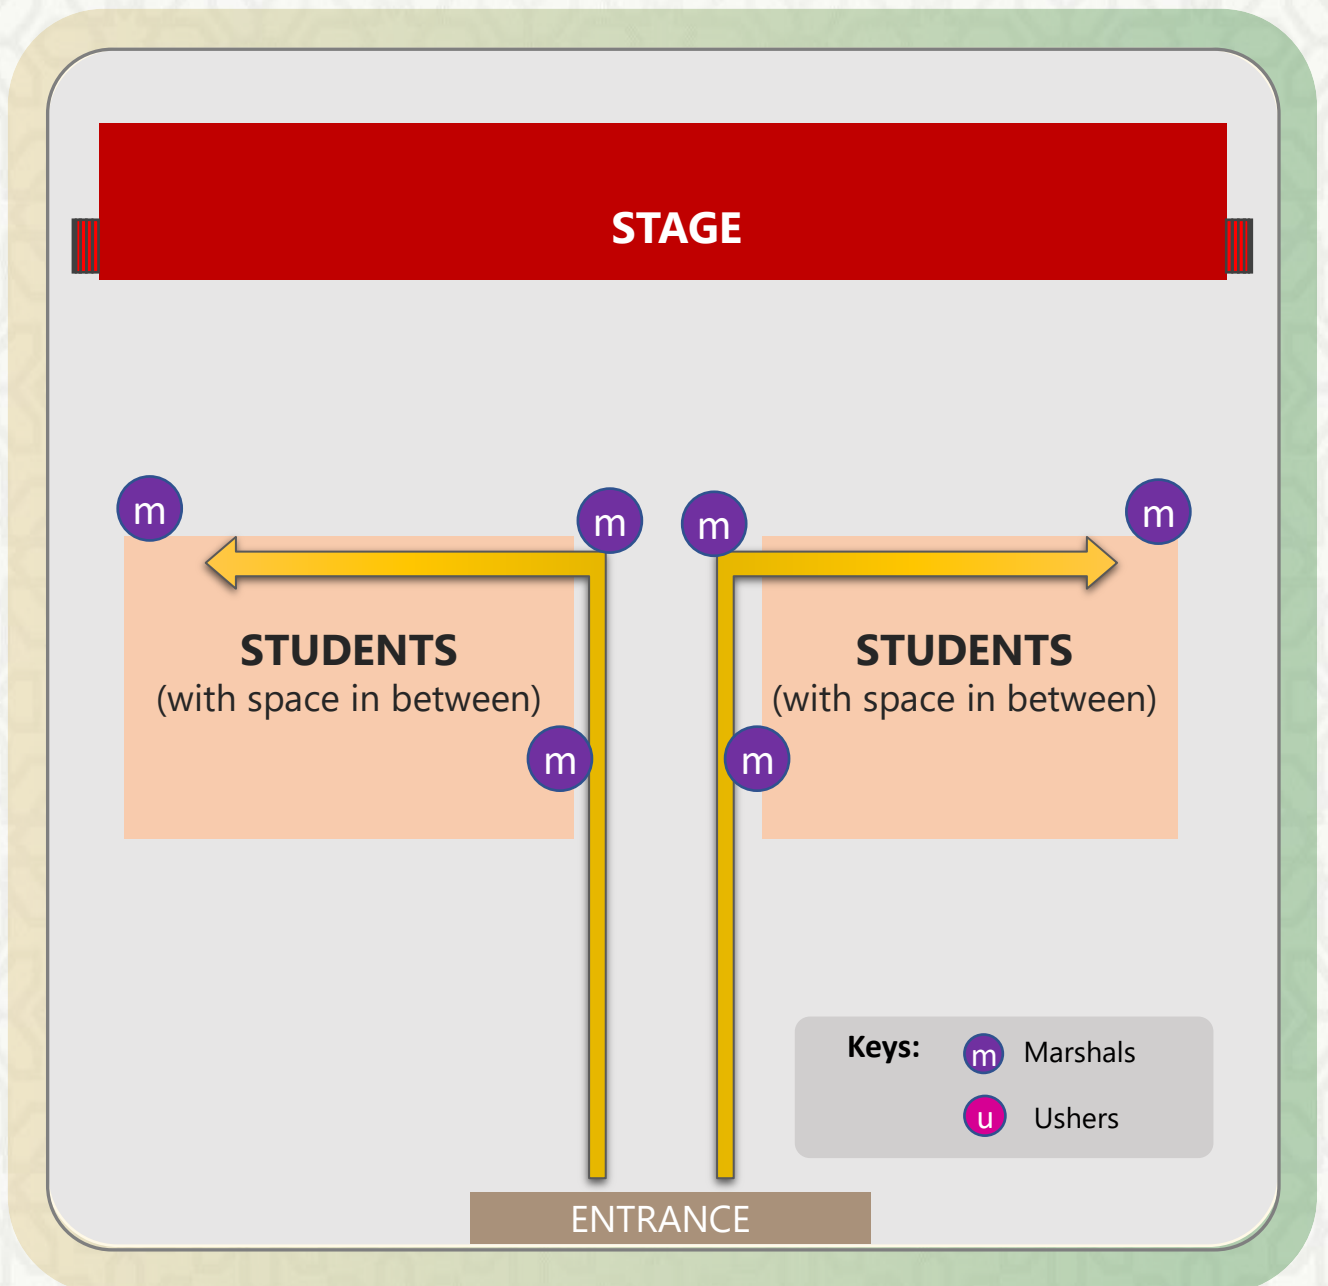 STAGE
m
m
m
m
STUDENTS
(with space in between)
STUDENTS
(with space in between)
m
m
Keys:
m Marshals
u Ushers
ENTRANCE